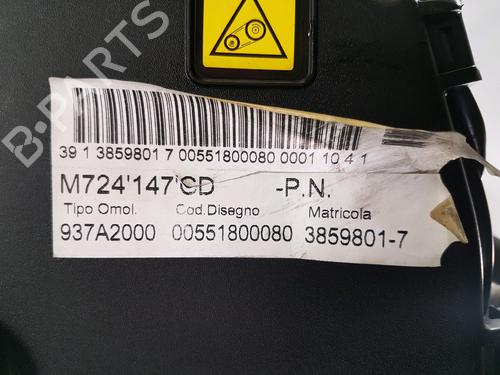 B-PARTS
39 1 3859801 7 00551800080 0001 10 4 1
M724'147'CD -P.N.
Tipo Omol. Cod.Disegno Matricola
937A2000 00551800080 3859801-7